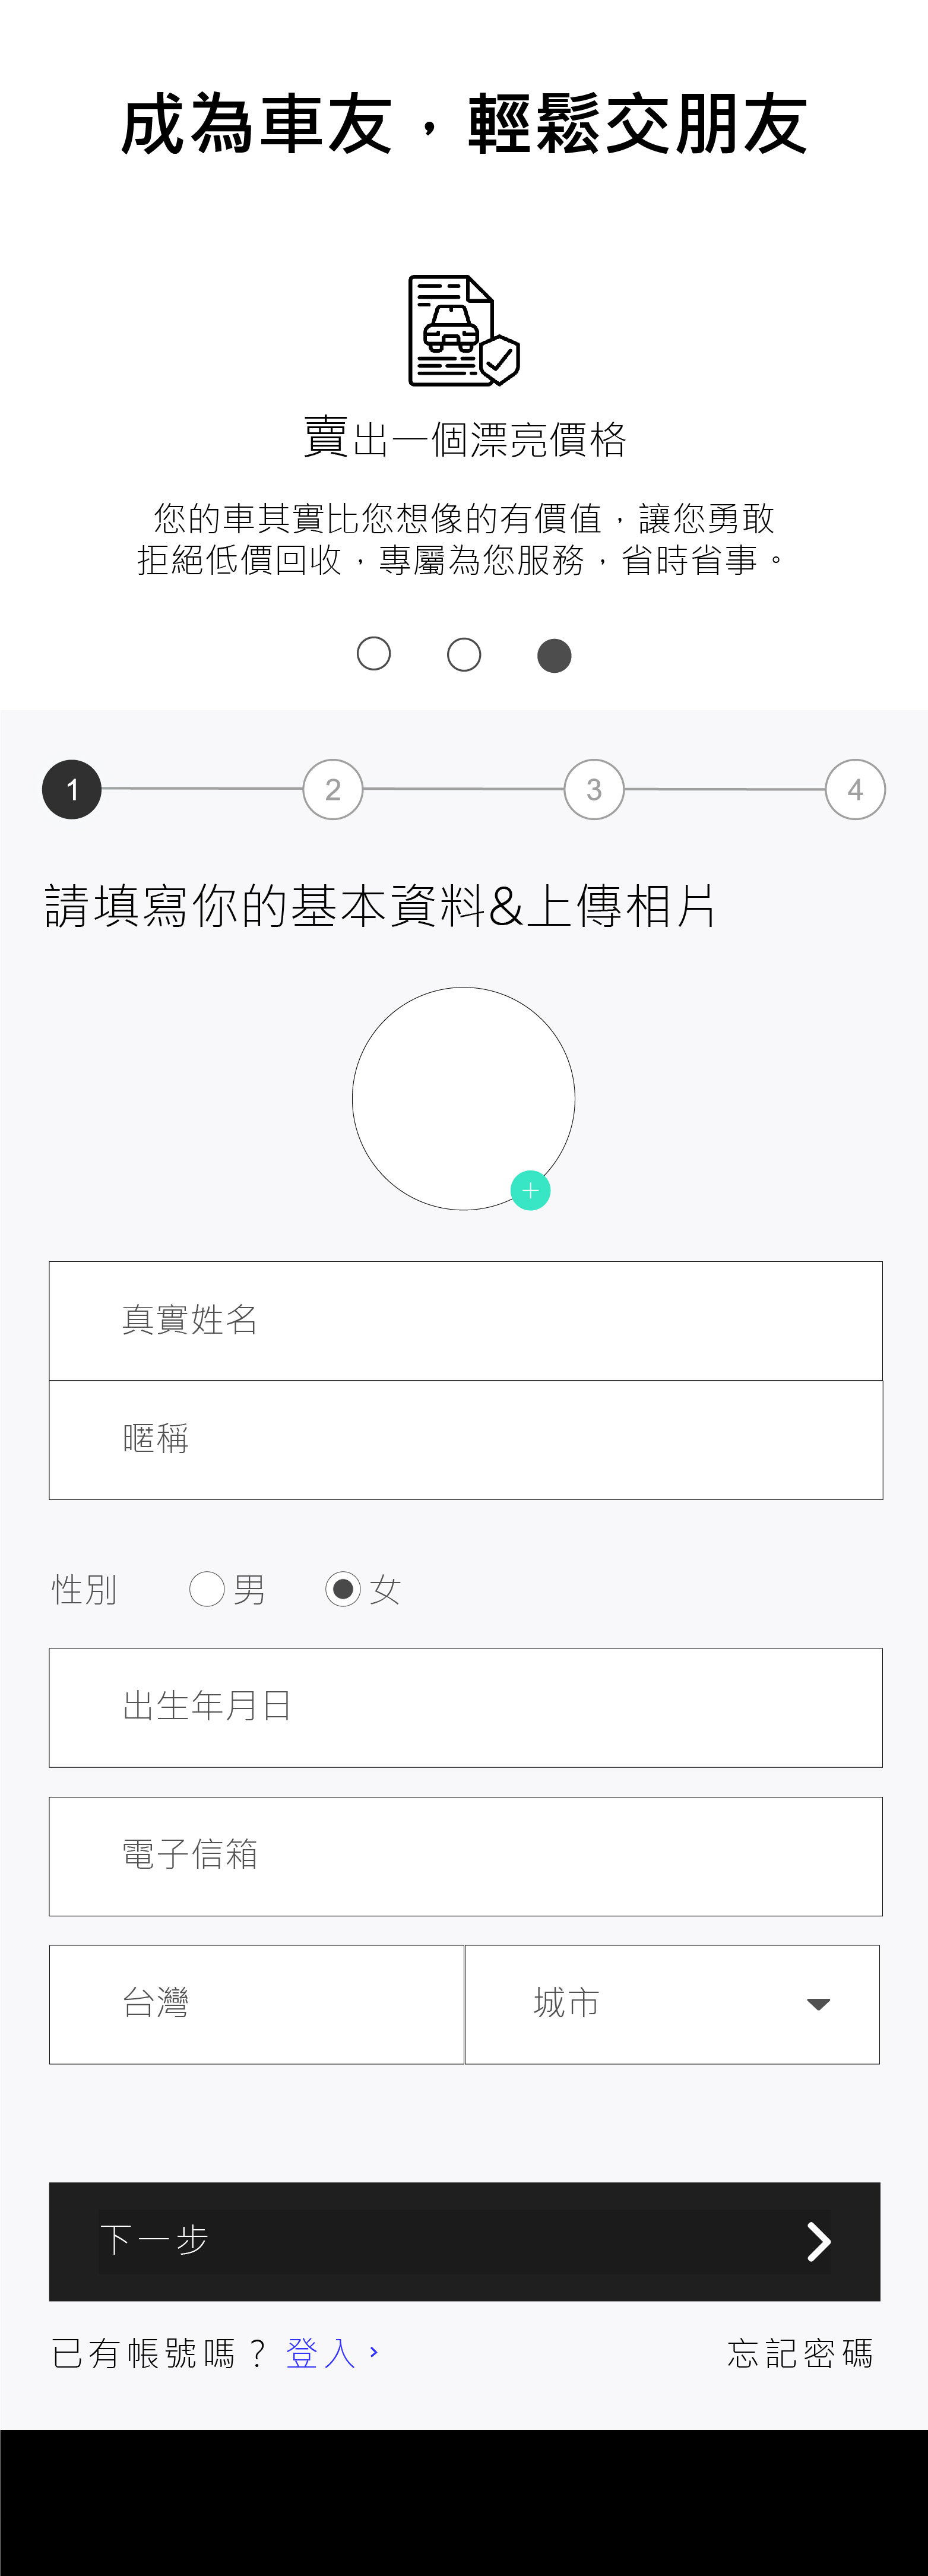 成為車友，輕鬆交朋友
賣出一個漂亮價格
您的車其實比您想像的有價值，讓您勇敢
拒絕低價回收，專屬為您服務，省時省事。
1 2 3 4
請填寫你的基本資料&上傳相片
真實姓名
暱稱
性別 男 女
出生年月日
電子信箱
台灣 城市
下一步
已有帳號嗎？登入 忘記密碼